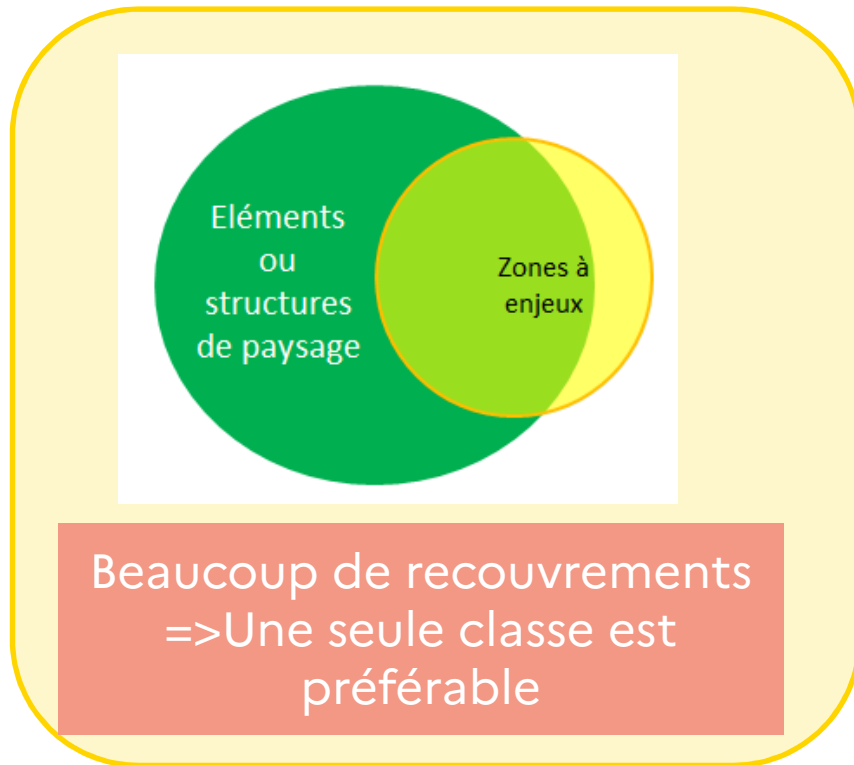 Eléments
ou
structures
de paysage
Zones à
enjeux
Beaucoup de recouvrements
=>Une seule classe est
préférable